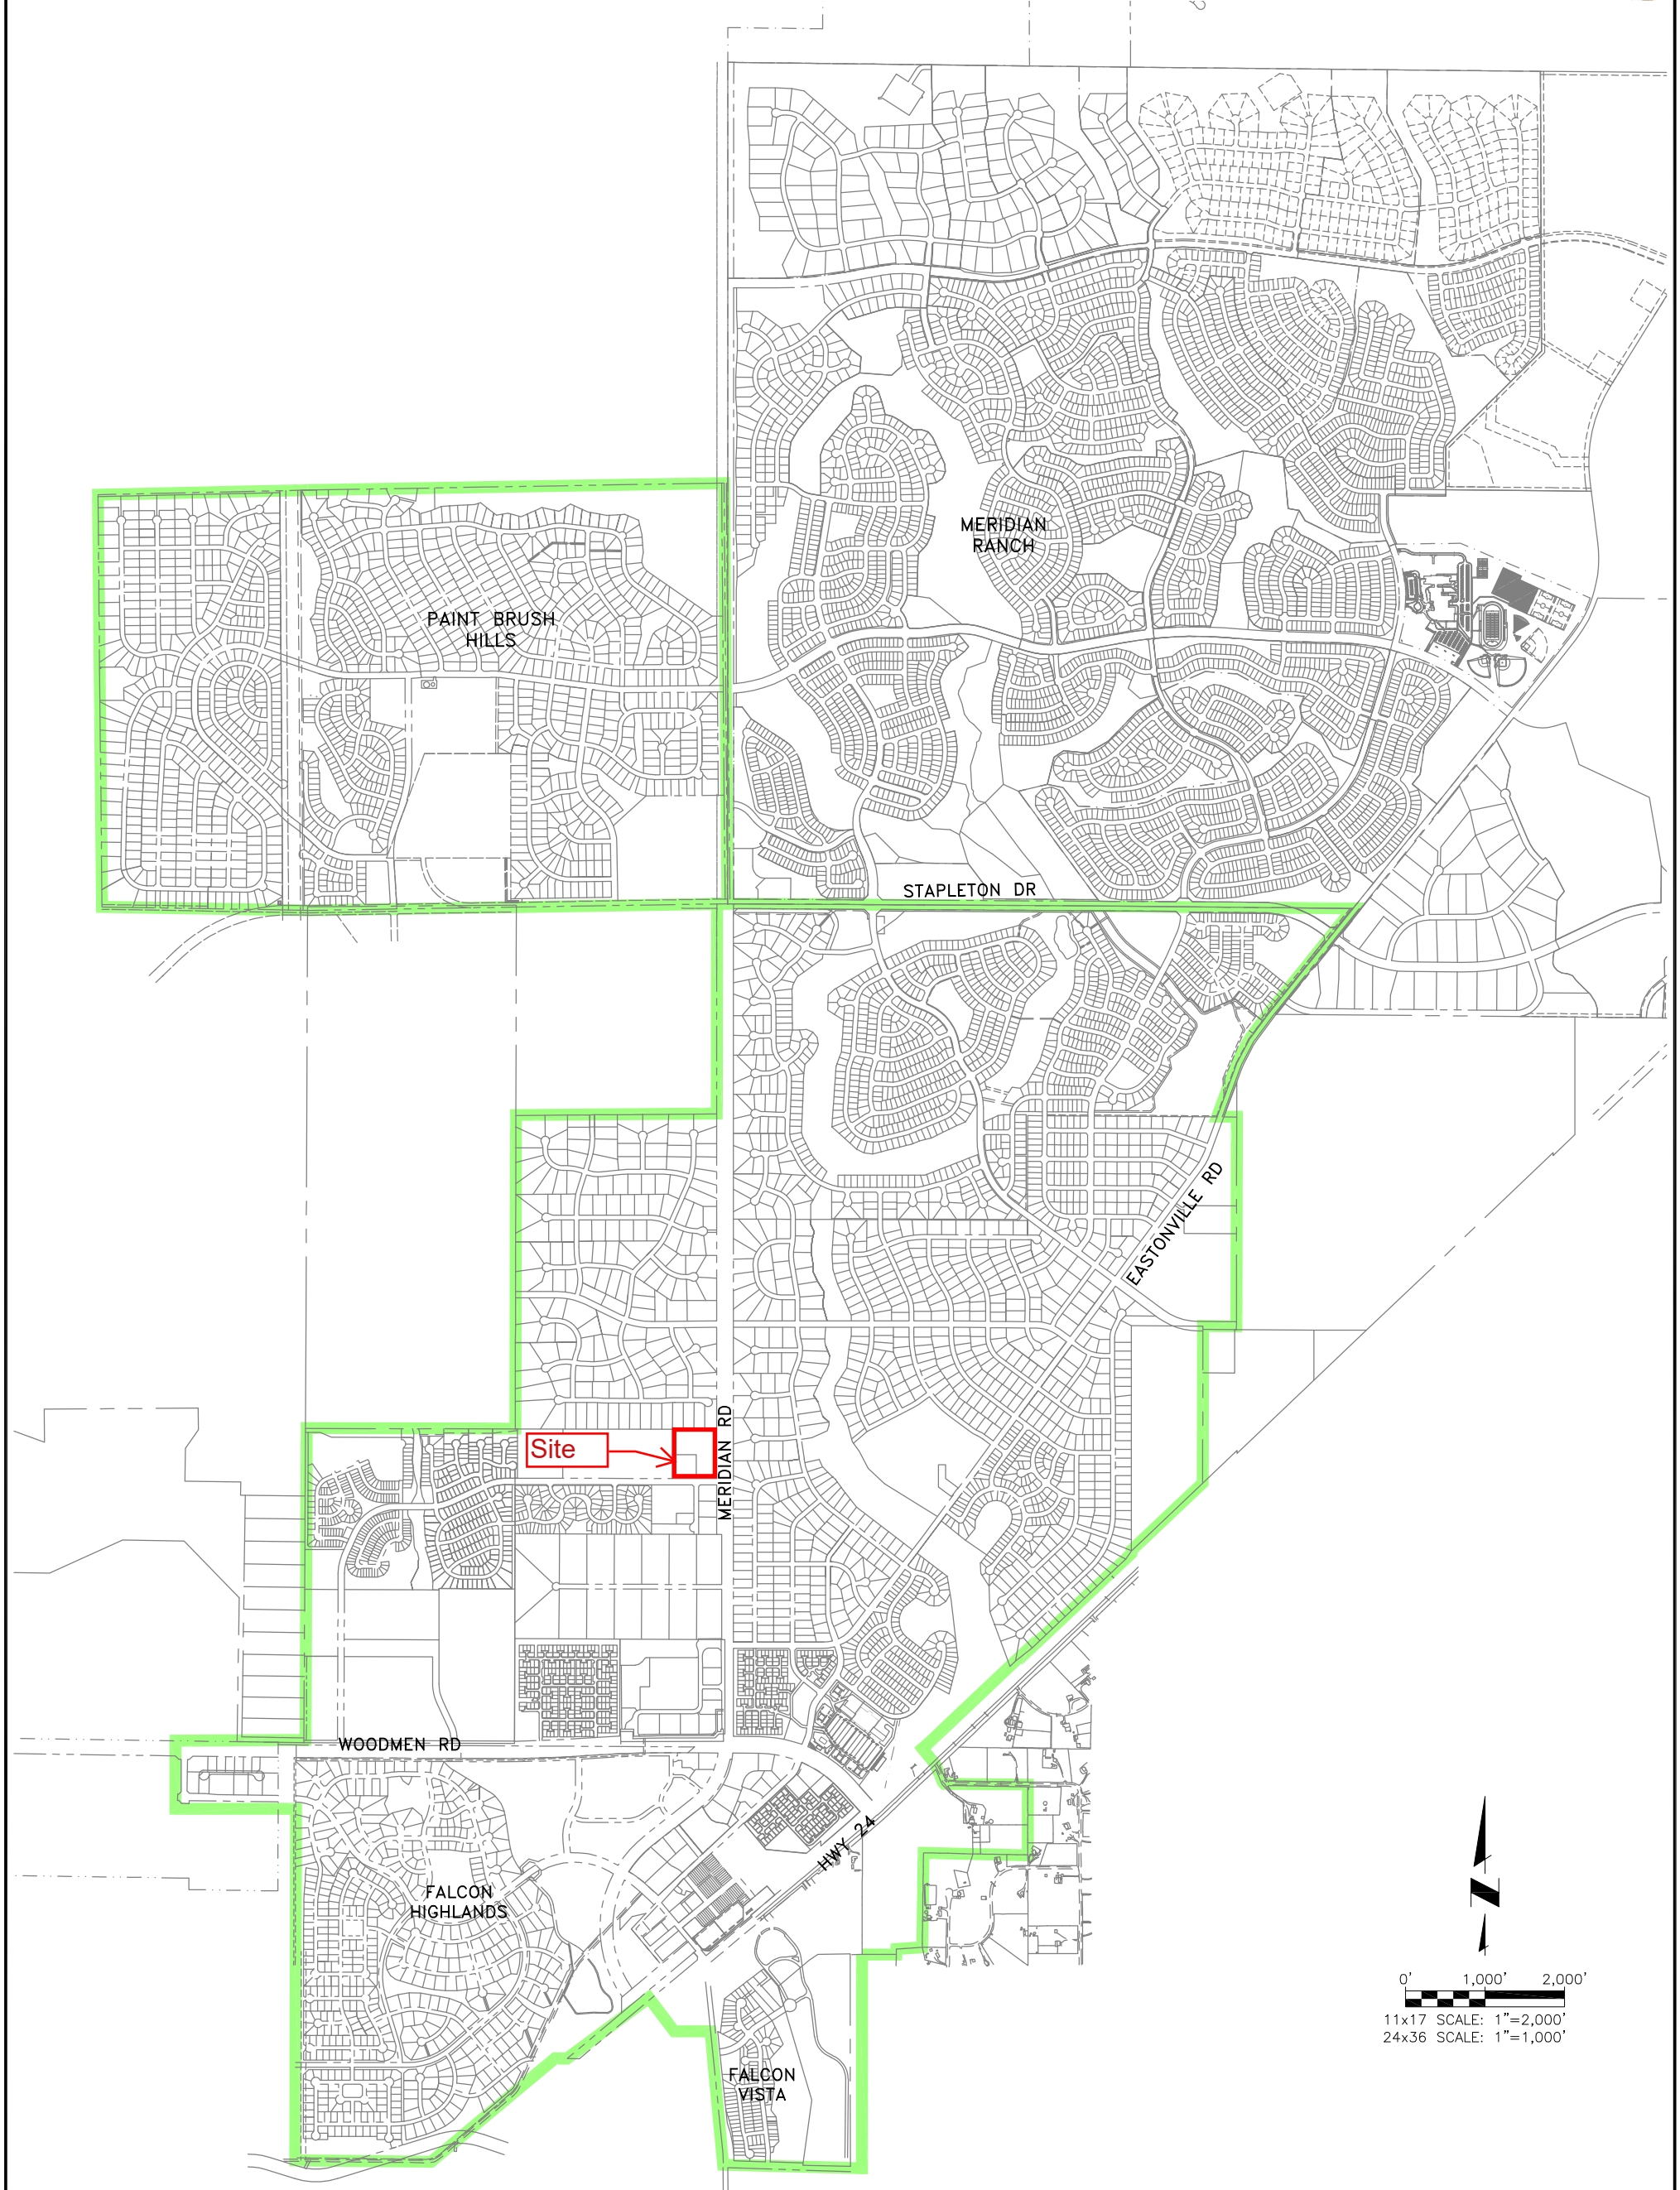 MERIDIAN
RANCH
PAINT BRUSH
HILLS
STAPLETON DR
EASTONVILLE RD
MERIDIAN RD
Site
WOODMEN RD
HWY 24
FALCON
HIGHLANDS
FALCON
VISTA
N
0' 1,000' 2,000'
11x17 SCALE: 1"=2,000'
24x36 SCALE: 1"=1,000'